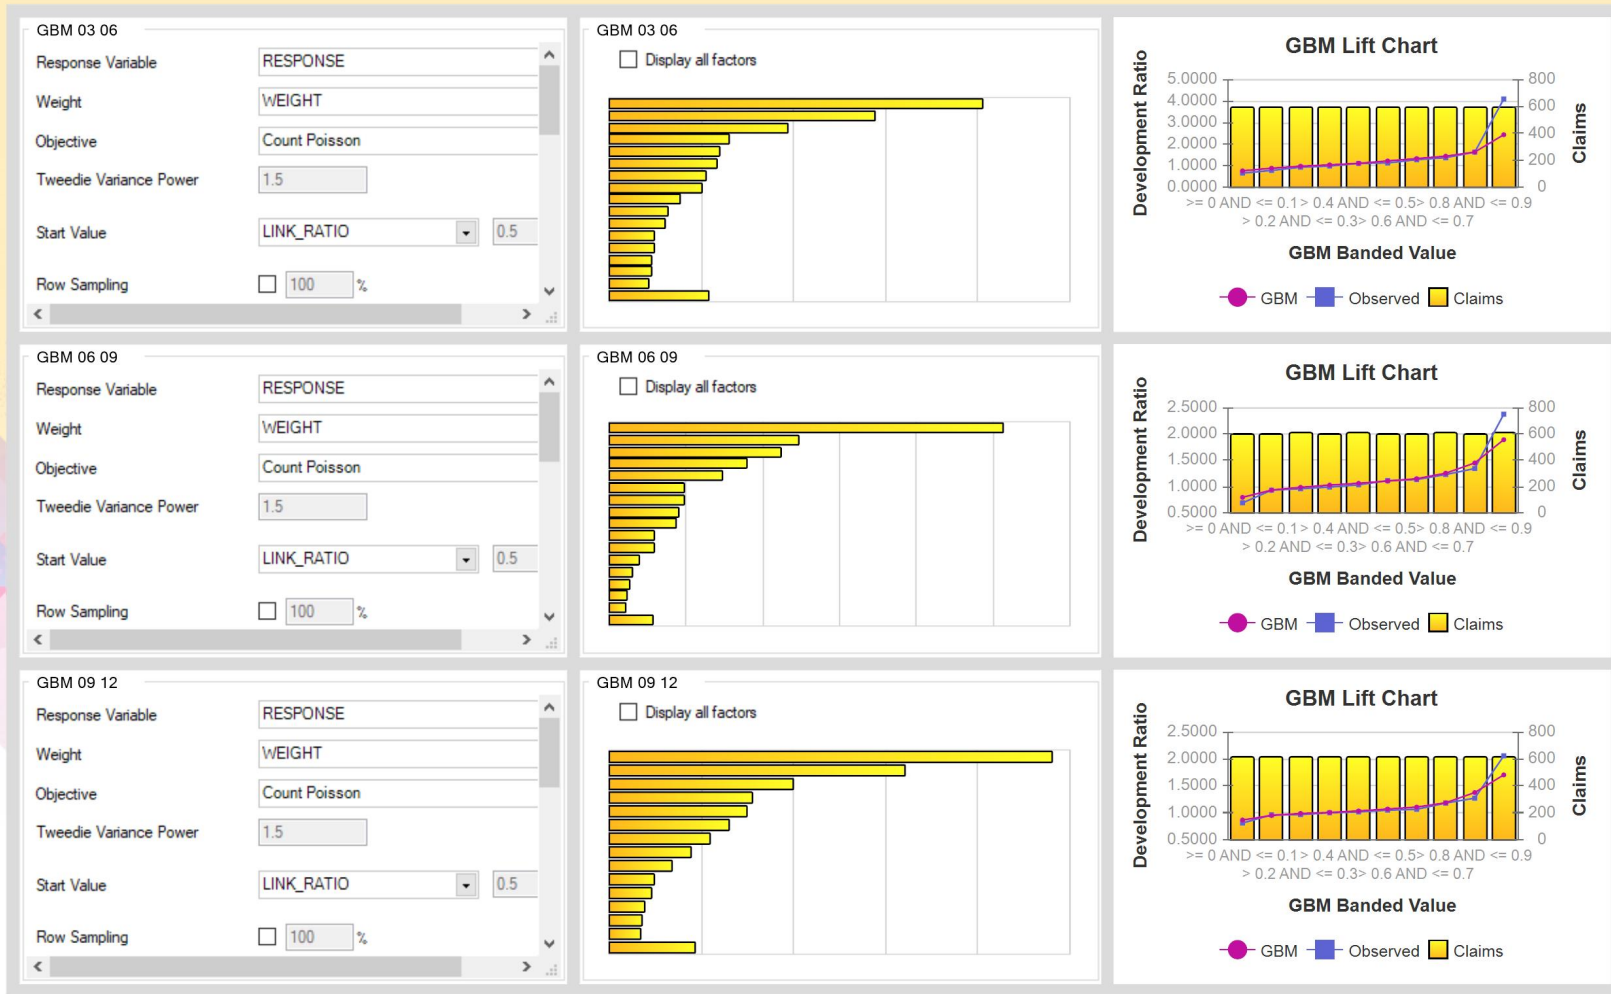 GBM 03 06
Response Variable RESPONSE
Weight WEIGHT
Objective Count Poisson
Tweedie Variance Power 1.5
Start Value LINK_RATIO 0.5
Row Sampling 100 %
GBM 03 06
Display all factors
GBM Lift Chart
Development Ratio
5.0000
4.0000
3.0000
2.0000
1.0000
0.0000
800
600
400
200
0
Claims
>= 0 AND <= 0.1 > 0.4 AND <= 0.5 > 0.8 AND <= 0.9
> 0.2 AND <= 0.3 > 0.6 AND <= 0.7
GBM Banded Value
GBM Observed Claims
GBM 06 09
Response Variable RESPONSE
Weight WEIGHT
Objective Count Poisson
Tweedie Variance Power 1.5
Start Value LINK_RATIO 0.5
Row Sampling 100 %
GBM 06 09
Display all factors
GBM Lift Chart
Development Ratio
2.5000
2.0000
1.5000
1.0000
0.5000
800
600
400
200
0
Claims
>= 0 AND <= 0.1 > 0.4 AND <= 0.5 > 0.8 AND <= 0.9
> 0.2 AND <= 0.3 > 0.6 AND <= 0.7
GBM Banded Value
GBM Observed Claims
GBM 09 12
Response Variable RESPONSE
Weight WEIGHT
Objective Count Poisson
Tweedie Variance Power 1.5
Start Value LINK_RATIO 0.5
Row Sampling 100 %
GBM 09 12
Display all factors
GBM Lift Chart
Development Ratio
2.5000
2.0000
1.5000
1.0000
0.5000
800
600
400
200
0
Claims
>= 0 AND <= 0.1 > 0.4 AND <= 0.5 > 0.8 AND <= 0.9
> 0.2 AND <= 0.3 > 0.6 AND <= 0.7
GBM Banded Value
GBM Observed Claims